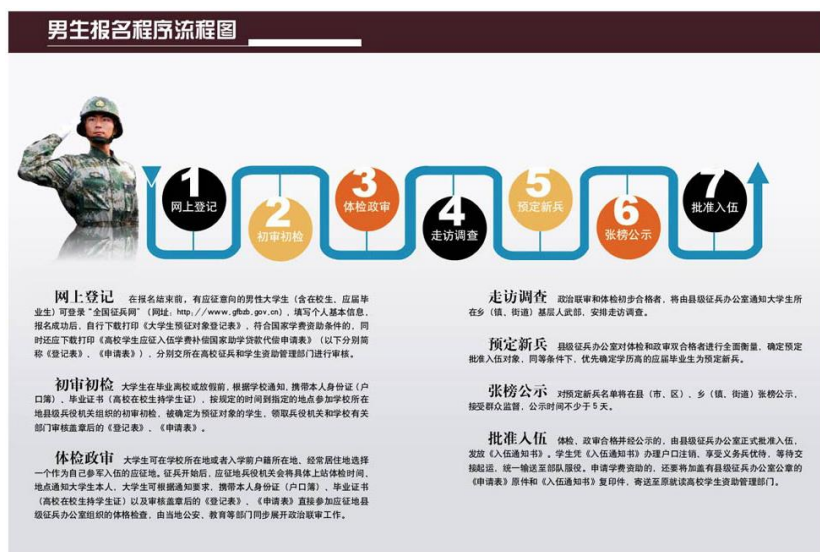 男生报名程序流程图
1
网上登记
2
初审初检
3
体检政审
4
走访调查
5
预定新兵
6
张榜公示
7
批准入伍
网上登记 在报名结束前，有应征意向的男性大学生（含在校生、应届毕
业生）可登录“全国征兵网”（网址：http://www.gfbzb.gov.cn），填写个人基本信息，
报名成功后，自行下载打印《大学生预征对象登记表》，符合国家学费资助条件的，同
时还应下载打印《高校学生应征入伍学费补偿国家助学贷款代偿申请表》（以下分别简
称《登记表》、《申请表》），分别交所在高校征兵和学生资助管理部门进行审核。
初审初检 大学生在毕业离校或放假前，根据学校通知，携带本人身份证（户
口簿）、毕业证书（高校在校生持学生证），按规定的时间到指定的地点参加学校所在
地县级兵役机关组织的初审初检，被确定为预征对象的学生，领取兵役机关和学校有关
部门审核盖章后的《登记表》、《申请表》。
体检政审 大学生可在学校所在地或者入学前户籍所在地、经常居住地选择
一个作为自己参军入伍的应征地。征兵开始后，应征地兵役机关会将具体上站体检时间、
地点通知大学生本人，大学生可根据通知要求，携带本人身份证（户口簿）、毕业证书
（高校在校生持学生证）以及审核盖章后的《登记表》、《申请表》直接参加应征地县
级征兵办公室组织的体格检查，由当地公安、教育等部门同步展开政治联审工作。
走访调查 政治联审和体检初步合格者，将由县级征兵办公室通知大学生所
在乡（镇、街道）基层人武部，安排走访调查。
预定新兵 县级征兵办公室对体检和政审双合格者进行全面衡量，确定预定
批准入伍对象，同等条件下，优先确定学历高的应届毕业生为预定新兵。
张榜公示 对预定新兵名单将在县（市、区）、乡（镇、街道）张榜公示，
接受群众监督，公示时间不少于 5 天。
批准入伍 体检、政审合格并经公示的，由县级征兵办公室正式批准入伍，
发放《入伍通知书》。学生凭《入伍通知书》办理户口注销、享受义务兵优待，等待交
接起运，统一输送至部队服役。申请学费资助的，还要将加盖有县级征兵办公室公章的
《申请表》原件和《入伍通知书》复印件，寄送至原就读高校学生资助管理部门。